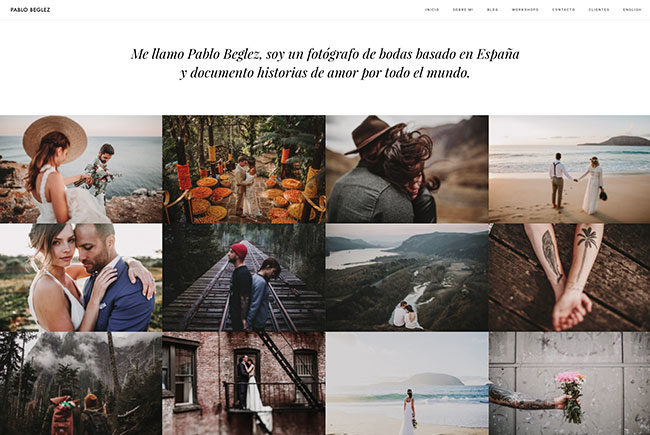 PABLO BEGLEZ
INICIO SOBRE MI BLOG WORKSHOPS CONTACTO CLIENTES ENGLISH
Me llamo Pablo Beglez, soy un fotógrafo de bodas basado en España
y documento historias de amor por todo el mundo.